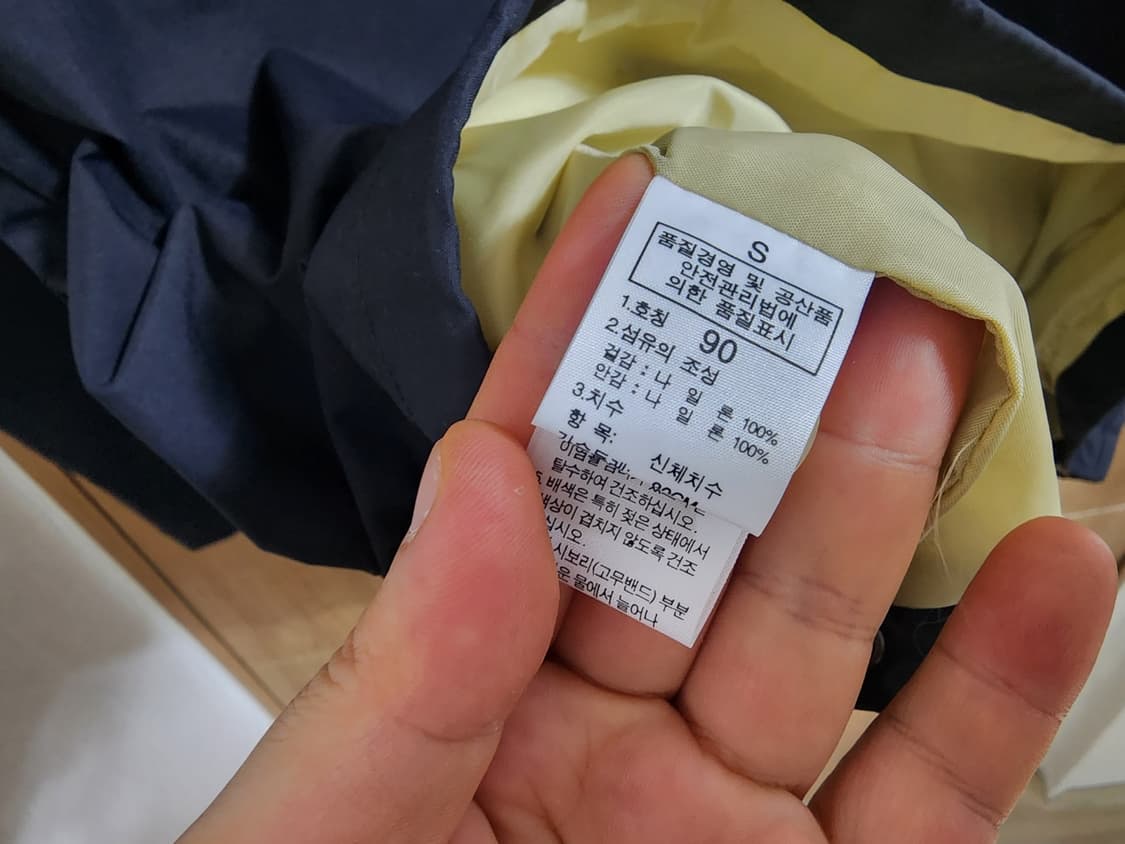 S
품질경영 및 공산품
안전관리법에
의한 품질표시
1.호칭 90
2.섬유의 조성
겉감 : 나 일 론 100%
안감 : 나 일 론 100%
3.치수
항 목: 신체치수
탈수하여 건조하십시오.
배색은 특히 젖은 상태에서
색상이 겹치지 않도록 건조
십시오.
시보리(고무밴드) 부분
운 물에서 늘어나